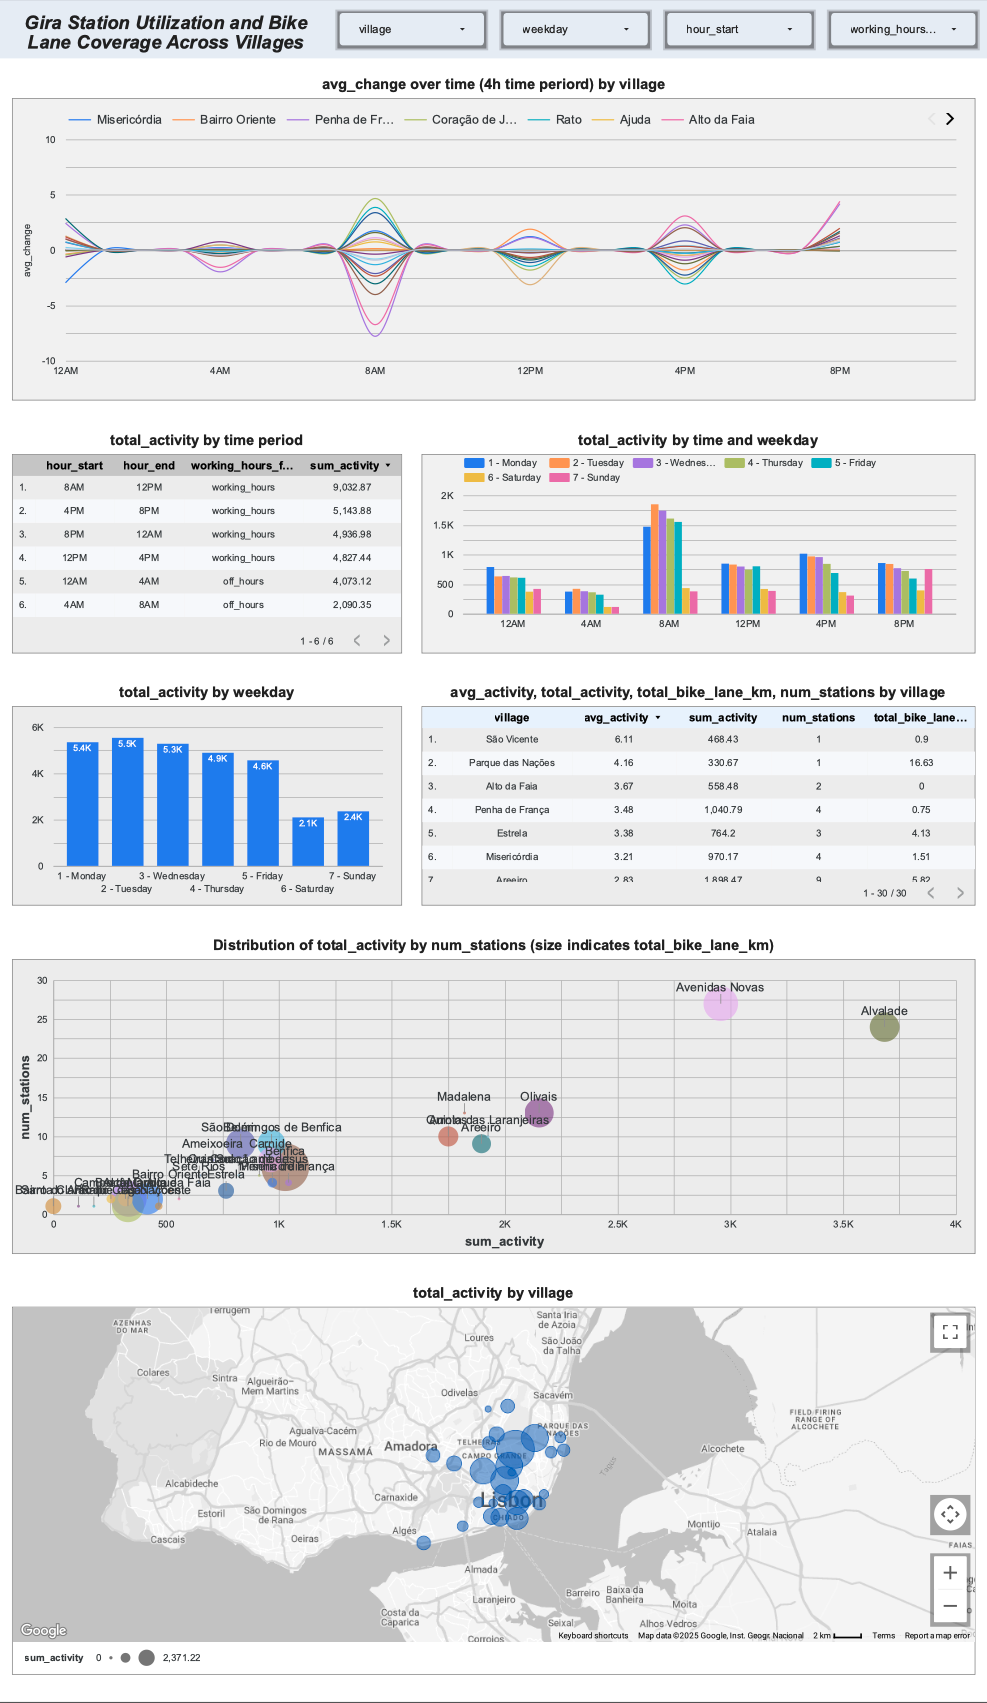 Gira Station Utilization and Bike
Lane Coverage Across Villages
village
weekday
hour_start
working_hours...
avg_change over time (4h time periord) by village
Misericórdia
Bairro Oriente
Penha de Fr...
Coração de J...
Rato
Ajuda
Alto da Faia
10
5
0
-5
-10
avg_change
12AM
4AM
8AM
12PM
4PM
8PM
total_activity by time period
hour_start hour_end working_hours_f... sum_activity
1. 8AM 12PM working_hours 9,032.87
2. 4PM 8PM working_hours 5,143.88
3. 8PM 12AM working_hours 4,936.98
4. 12PM 4PM working_hours 4,827.44
5. 12AM 4AM off_hours 4,073.12
6. 4AM 8AM off_hours 2,090.35
1 - 6 / 6
total_activity by time and weekday
1 - Monday 2 - Tuesday 3 - Wednes... 4 - Thursday 5 - Friday
6 - Saturday 7 - Sunday
2K
1.5K
1K
500
0
12AM 4AM 8AM 12PM 4PM 8PM
total_activity by weekday
6K
4K
2K
0
5.4K
5.5K
5.3K
4.9K
4.6K
2.1K
2.4K
1 - Monday 3 - Wednesday 5 - Friday 7 - Sunday
2 - Tuesday 4 - Thursday 6 - Saturday
avg_activity, total_activity, total_bike_lane_km, num_stations by village
village avg_activity sum_activity num_stations total_bike_lane...
1. São Vicente 6.11 468.43 1 0.9
2. Parque das Nações 4.16 330.67 1 16.63
3. Alto da Faia 3.67 558.48 2 0
4. Penha de França 3.48 1,040.79 4 0.75
5. Estrela 3.38 764.2 3 4.13
6. Misericórdia 3.21 970.17 4 1.51
7. Areeiro 2.83 1,898.47 9 5.82
1 - 30 / 30
Distribution of total_activity by num_stations (size indicates total_bike_lane_km)
30
25
20
15
10
5
0
num_stations
Avenidas Novas
Alvalade
Madalena
Olivais
Areeiro
São Domingos de Benfica
Ameixoeira
Carnide
Benfica
Sete Rios
Bairro Oriente
Estrela
0 500 1K 1.5K 2K 2.5K 3K 3.5K 4K
sum_activity
total_activity by village
Terrugem
AZENHAS
DO MAR
Santa Iria
de Azoia
Loures
São João
da Talha
Colares
Sintra
Algueirão–
Mem Martins
Odivelas
Sacavém
FIELD FIRING
RANGE OF
ALCOCHETE
Agualva-Cacém
PARQUE DAS
NAÇÕES
Rio de Mouro
MASSAMÁ
Amadora
TELHEIRAS
CAMPO GRANDE
Alcochete
Tagus
Alcabideche
Carnaxide
Lisbon
CHIADO
Estoril
São Domingos
de Rana
Cascais
Oeiras
Algés
Montijo
Atalaia
FAIAS
Almada
Laranjeiro
Barreiro
Baixa da
Banheira
Moita
Costa da
Caparica
Seixal
Alhos Vedros
Corroios
Google
Keyboard shortcuts Map data ©2025 Google, Inst. Geogr. Nacional 2 km Terms Report a map error
sum_activity 0 2,371.22